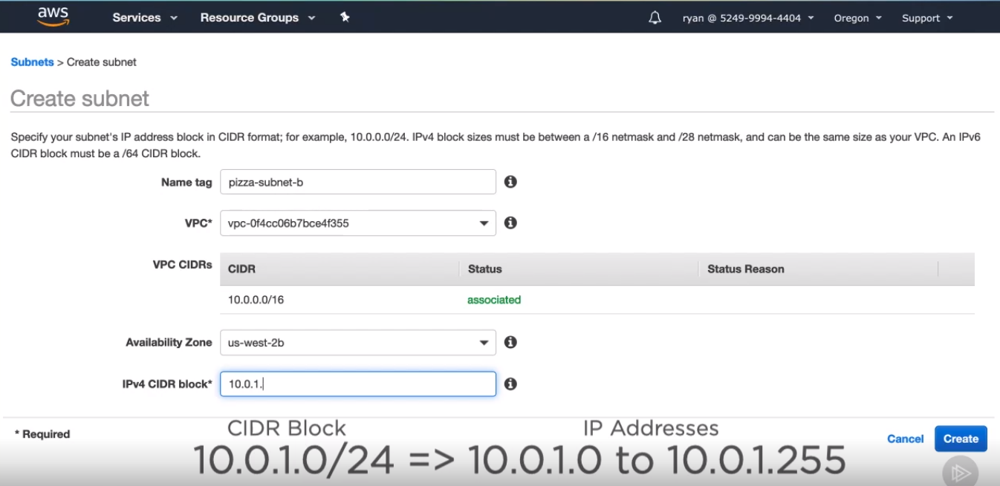 aws Services Resource Groups ryan @ 5249-9994-4404 Oregon Support
Subnets > Create subnet
Create subnet
Specify your subnet's IP address block in CIDR format; for example, 10.0.0.0/24. IPv4 block sizes must be between a /16 netmask and /28 netmask, and can be the same size as your VPC. An IPv6
CIDR block must be a /64 CIDR block.
Name tag pizza-subnet-b
VPC* vpc-0f4cc06b7bce4f355
VPC CIDRs CIDR Status Status Reason
10.0.0.0/16 associated
Availability Zone us-west-2b
IPv4 CIDR block* 10.0.1.
* Required Cancel Create
CIDR Block IP Addresses
10.0.1.0/24 => 10.0.1.0 to 10.0.1.255